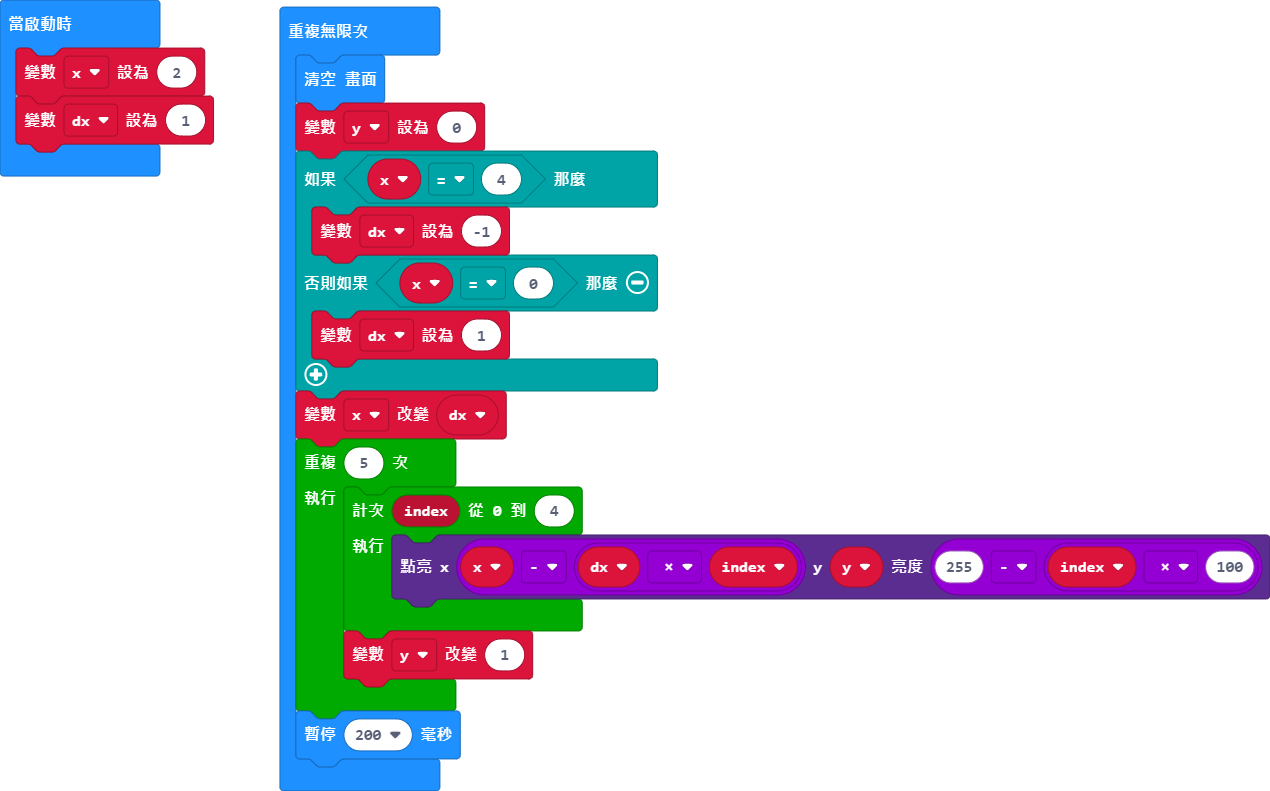 當啟動時
變數 x 設為 2
變數 dx 設為 1
重複無限次
清空 畫面
變數 y 設為 0
如果 x = 4 那麼
變數 dx 設為 -1
否則如果 x = 0 那麼
變數 dx 設為 1
變數 x 改變 dx
重複 5 次
執行
計次 index 從 0 到 4
執行
點亮 x x - dx × index y y 亮度 255 - index × 100
變數 y 改變 1
暫停 200 毫秒